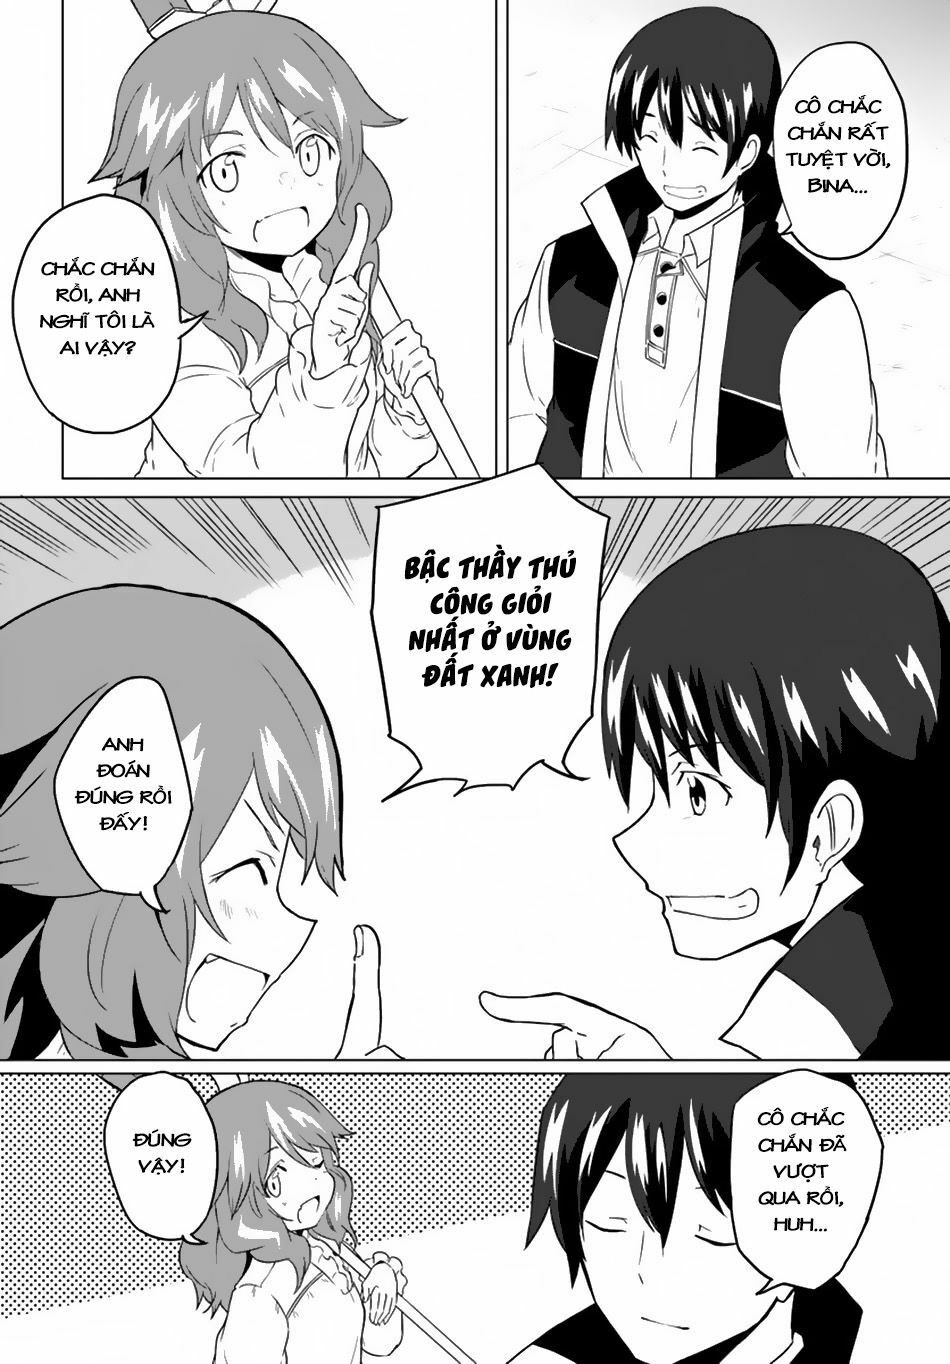 CÔ CHẮC
CHẮN RẤT
TUYỆT VỜI,
BINA...
CHẮC CHẮN
RỒI, ANH
NGHĨ TÔI LÀ
AI VẬY?
BẬC THẦY THỦ
CÔNG GIỎI
NHẤT Ở VÙNG
ĐẤT XANH!
ANH
ĐOÁN
ĐÚNG RỒI
ĐẤY!
CÔ CHẮC
CHẮN ĐÃ
VƯỢT
QUA RỒI,
HUH...
ĐÚNG
VẬY!